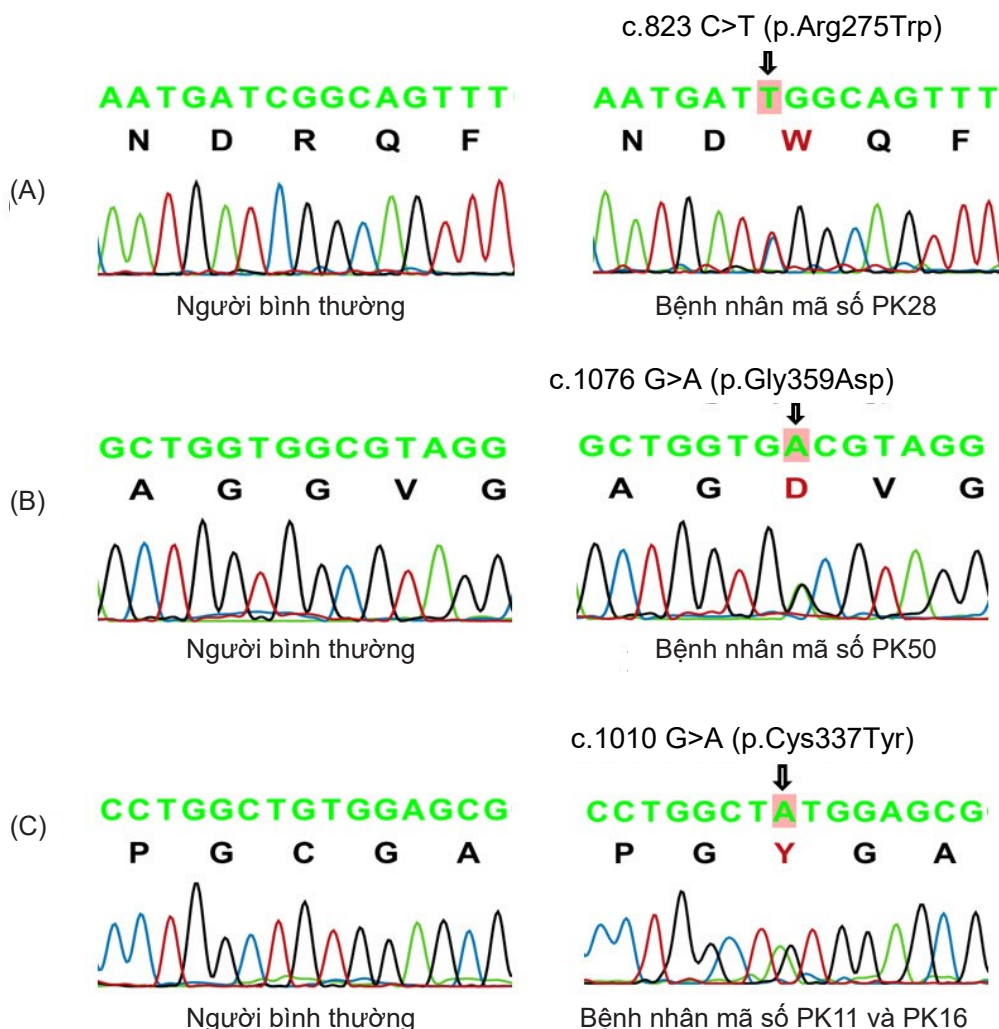 c.823 C>T (p.Arg275Trp)
AATGATCGGCAGTTT AATGATTGGCAGTTT
N D R Q F N D W Q F
(A)
Người bình thường Bệnh nhân mã số PK28
c.1076 G>A (p.Gly359Asp)
GCTGGTGGCGTAGG GCTGGTGACGTAGG
A G G V G A G D V G
(B)
Người bình thường Bệnh nhân mã số PK50
c.1010 G>A (p.Cys337Tyr)
CCTGGCTGTGGAGCG CCTGGCTATGGAGCG
P G C G A P G Y G A
(C)
Người bình thường Bệnh nhân mã số PK11 và PK16